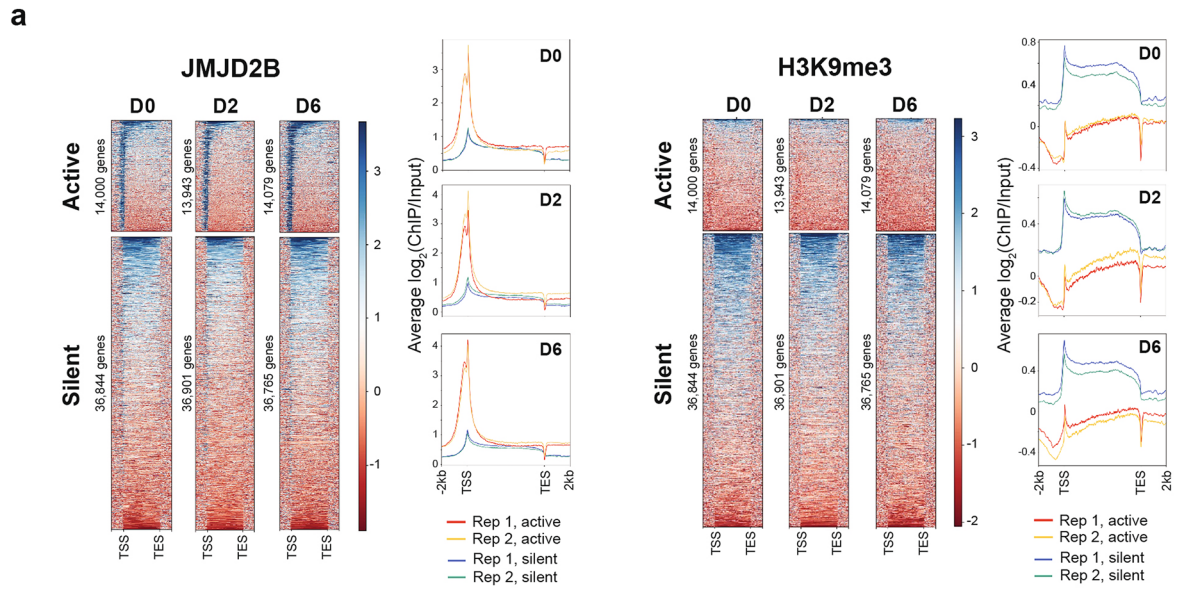 a
JMJD2B
D0 D2 D6
Active
14,000 genes
13,943 genes
14,079 genes
Silent
36,844 genes
36,901 genes
36,765 genes
TSS TES TSS TES TSS TES
3
2
1
0
-1
Average log2(ChIP/Input)
D0
3
2
1
0
D2
4
3
2
1
0
D6
4
3
2
1
0
-2kb TSS TES 2kb
Rep 1, active
Rep 2, active
Rep 1, silent
Rep 2, silent
H3K9me3
D0 D2 D6
Active
14,000 genes
13,943 genes
14,079 genes
Silent
36,844 genes
36,901 genes
36,765 genes
TSS TES TSS TES TSS TES
3
2
1
0
-1
-2
Average log2(ChIP/Input)
D0
0.8
0.4
0
-0.4
D2
0.4
0
-0.2
D6
0.4
0
-0.4
-2kb TSS TES 2kb
Rep 1, active
Rep 2, active
Rep 1, silent
Rep 2, silent